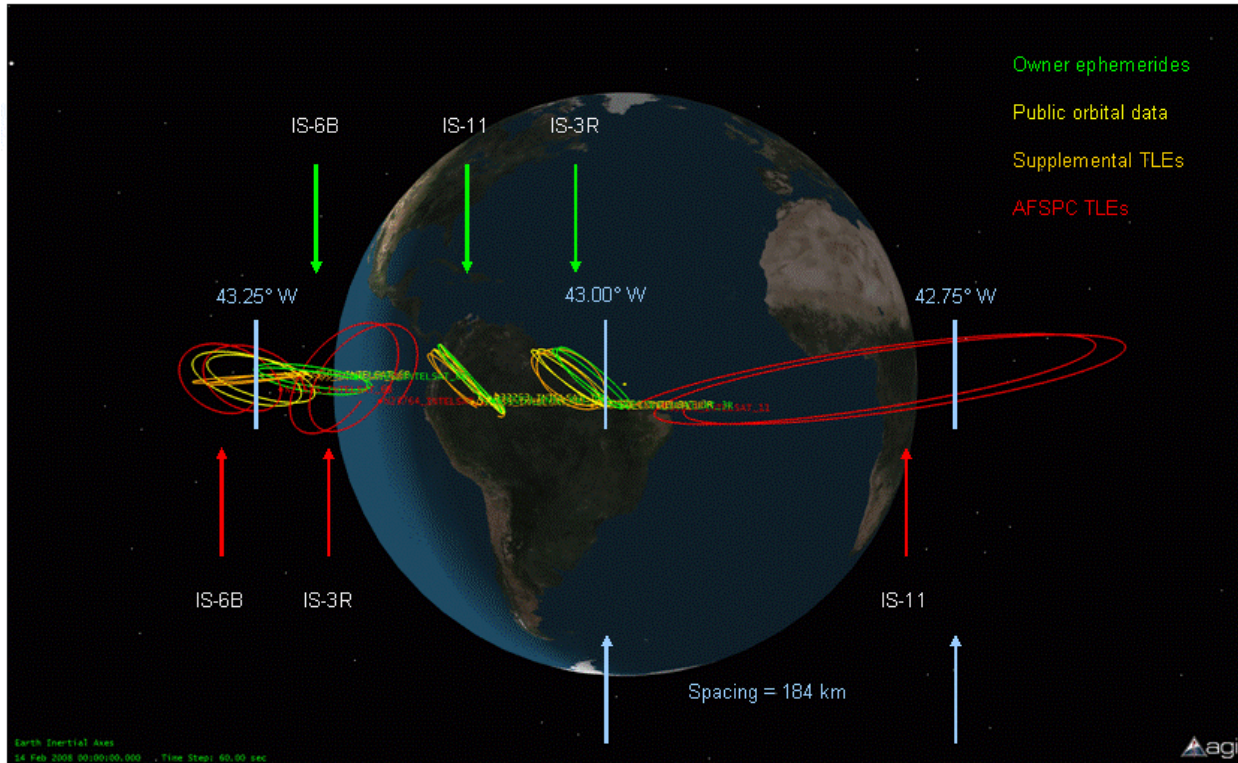 Owner ephemerides
Public orbital data
Supplemental TLEs
AFSPC TLEs
IS-6B
IS-11
IS-3R
43.25° W
43.00° W
42.75° W
IS-6B
IS-3R
IS-11
Spacing = 184 km
Earth Inertial Axes
14 Feb 2008 00:00:00.000 , Time Step: 60.00 sec
agi